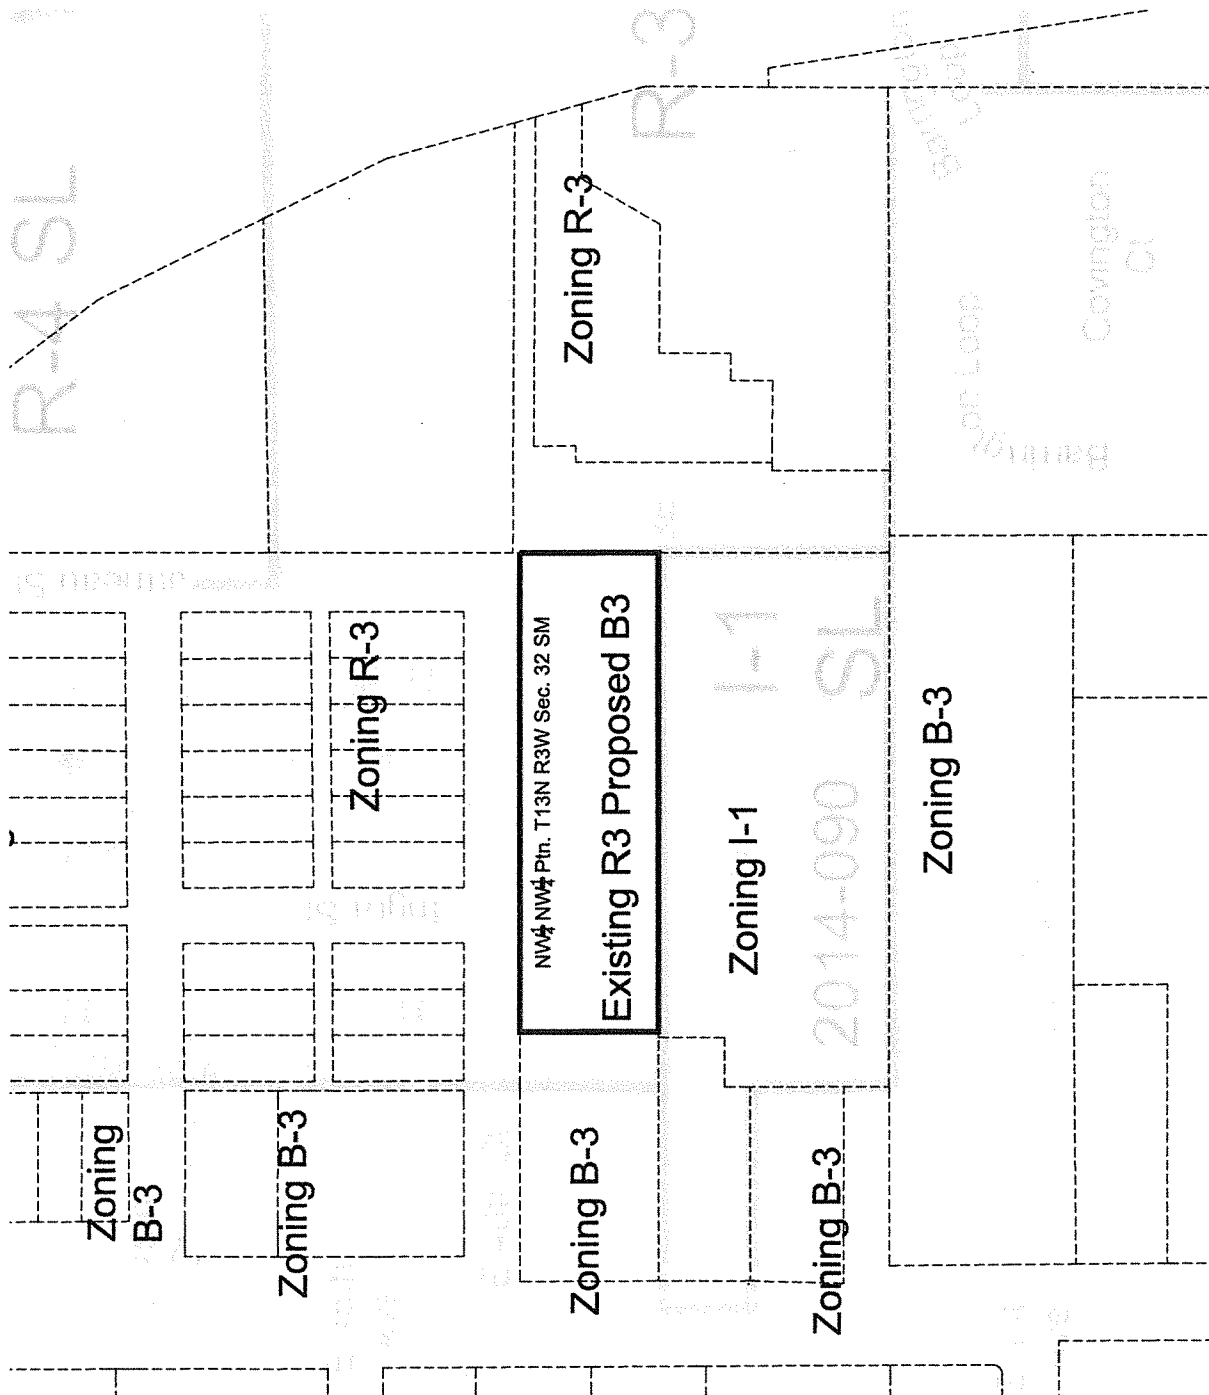 R-4 SL
R-3
Zoning R-3
Covington
Ct
on Loop
Zoning R-3
NW¼ NW¼ Ptn. T13N R3W Sec. 32 SM
Existing R3 Proposed B3
I-1
SL
2014-090
Zoning I-1
Zoning B-3
Zoning
B-3
Zoning B-3
Zoning B-3
Zoning B-3